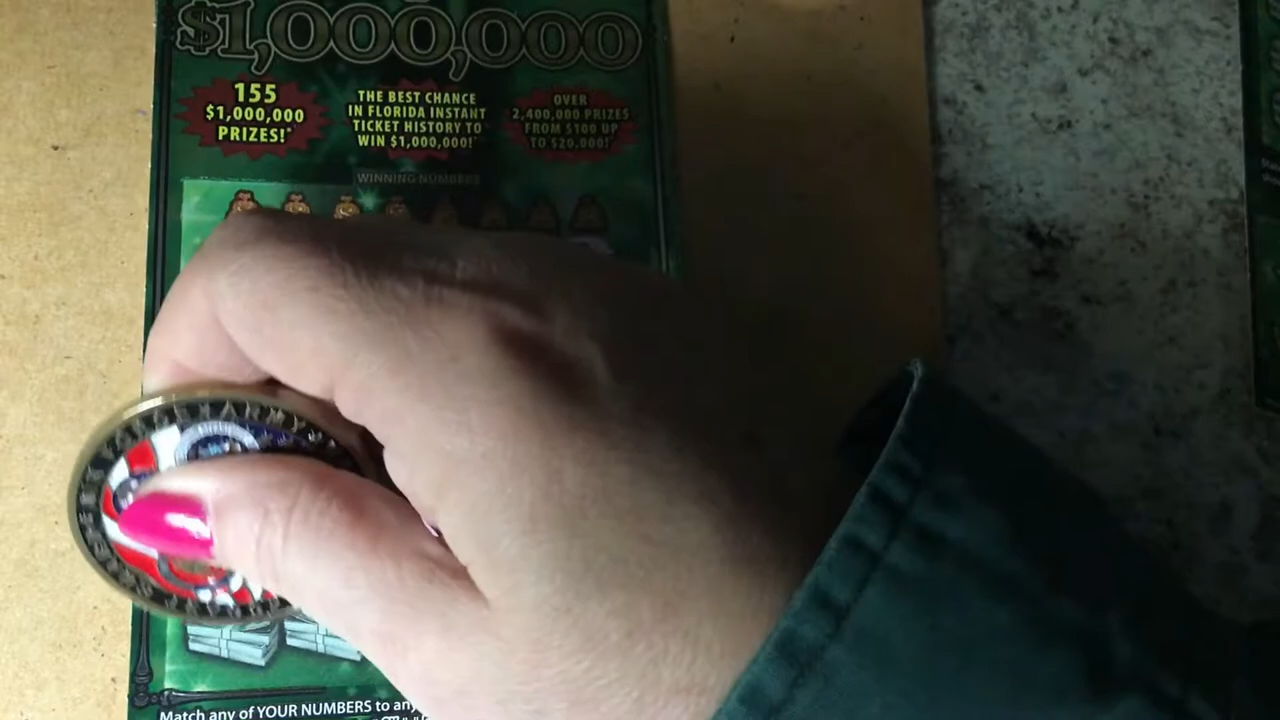 $1,000,000
155
$1,000,000
PRIZES!*
THE BEST CHANCE
IN FLORIDA INSTANT
TICKET HISTORY TO
WIN $1,000,000!*
OVER
2,400,000 PRIZES
FROM $100 UP
TO $20,000!*
WINNING NUMBERS
ARMY
Match any of YOUR NUMBERS to any